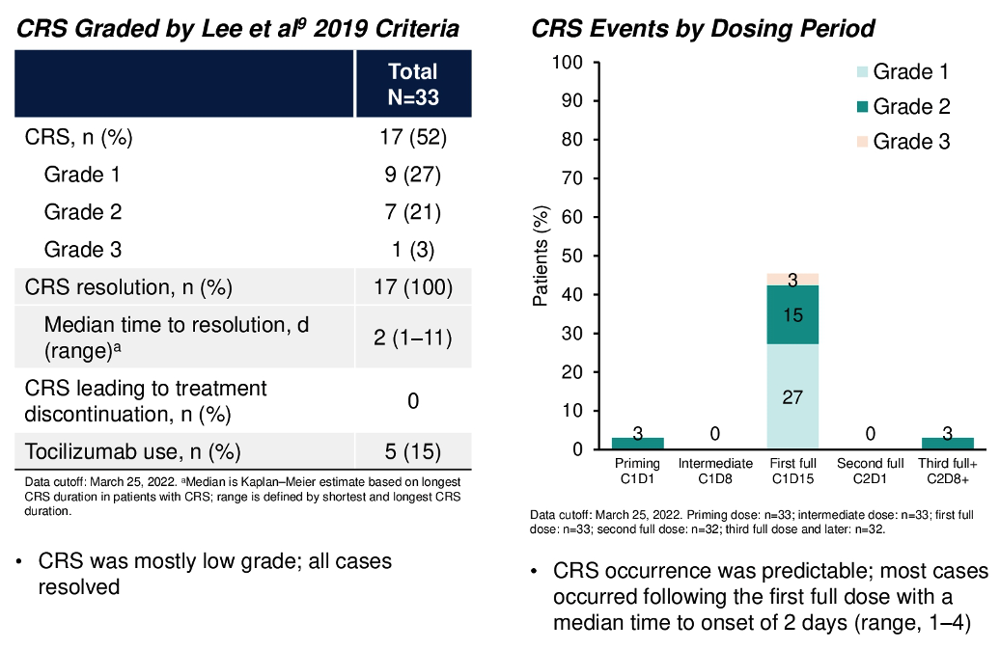 CRS Graded by Lee et al⁹ 2019 Criteria
Total
N=33
CRS, n (%) 17 (52)
Grade 1 9 (27)
Grade 2 7 (21)
Grade 3 1 (3)
CRS resolution, n (%) 17 (100)
Median time to resolution, d
(range)ᵃ 2 (1–11)
CRS leading to treatment
discontinuation, n (%) 0
Tocilizumab use, n (%) 5 (15)
Data cutoff: March 25, 2022. ᵃMedian is Kaplan–Meier estimate based on longest
CRS duration in patients with CRS; range is defined by shortest and longest CRS
duration.
• CRS was mostly low grade; all cases
resolved
CRS Events by Dosing Period
Patients (%)
100
90
80
70
60
50
40
30
20
10
0
Grade 1
Grade 2
Grade 3
3
0
3
15
27
0
3
Priming
C1D1
Intermediate
C1D8
First full
C1D15
Second full
C2D1
Third full+
C2D8+
Data cutoff: March 25, 2022. Priming dose: n=33; intermediate dose: n=33; first full
dose: n=33; second full dose: n=32; third full dose and later: n=32.
• CRS occurrence was predictable; most cases
occurred following the first full dose with a
median time to onset of 2 days (range, 1–4)